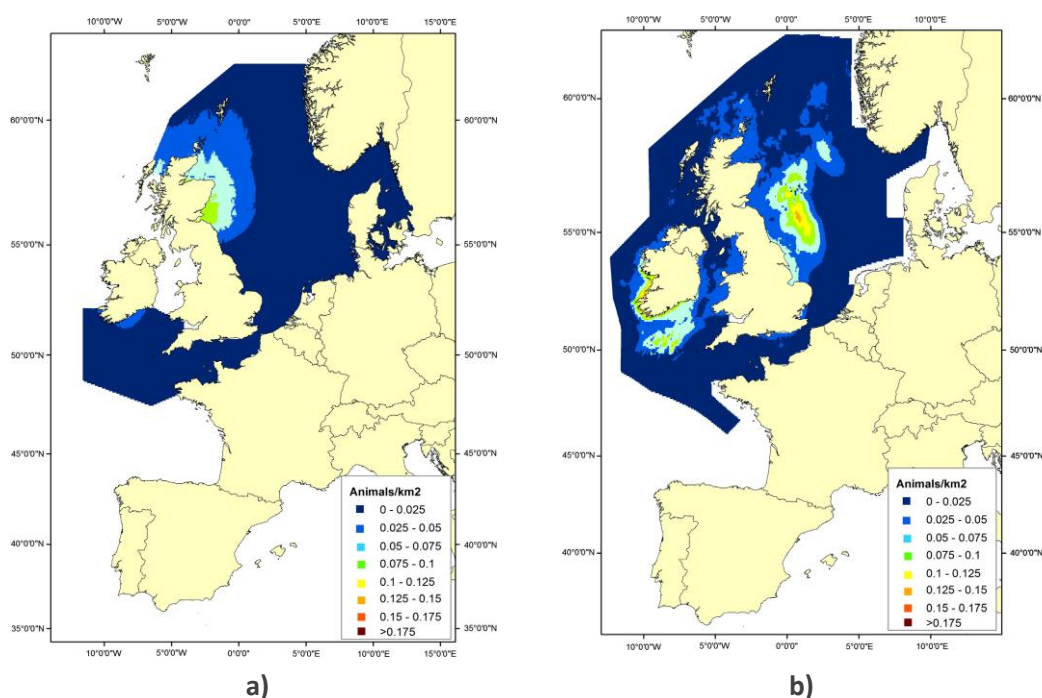 10°0'0"W 5°0'0"W 0°0'0" 5°0'0"E 10°0'0"E 15°0'0"E
60°0'0"N
55°0'0"N
50°0'0"N
45°0'0"N
40°0'0"N
35°0'0"N
60°0'0"N
55°0'0"N
50°0'0"N
45°0'0"N
40°0'0"N
35°0'0"N
Animals/km2
0 - 0.025
0.025 - 0.05
0.05 - 0.075
0.075 - 0.1
0.1 - 0.125
0.125 - 0.15
0.15 - 0.175
>0.175
10°0'0"W 5°0'0"W 0°0'0" 5°0'0"E 10°0'0"E 15°0'0"E
a)
10°0'0"W 5°0'0"W 0°0'0" 5°0'0"E 10°0'0"E
60°0'0"N
55°0'0"N
50°0'0"N
45°0'0"N
40°0'0"N
60°0'0"N
55°0'0"N
50°0'0"N
45°0'0"N
40°0'0"N
Animals/km2
0 - 0.025
0.025 - 0.05
0.05 - 0.075
0.075 - 0.1
0.1 - 0.125
0.125 - 0.15
0.15 - 0.175
>0.175
10°0'0"W 5°0'0"W 0°0'0" 5°0'0"E 10°0'0"E
b)